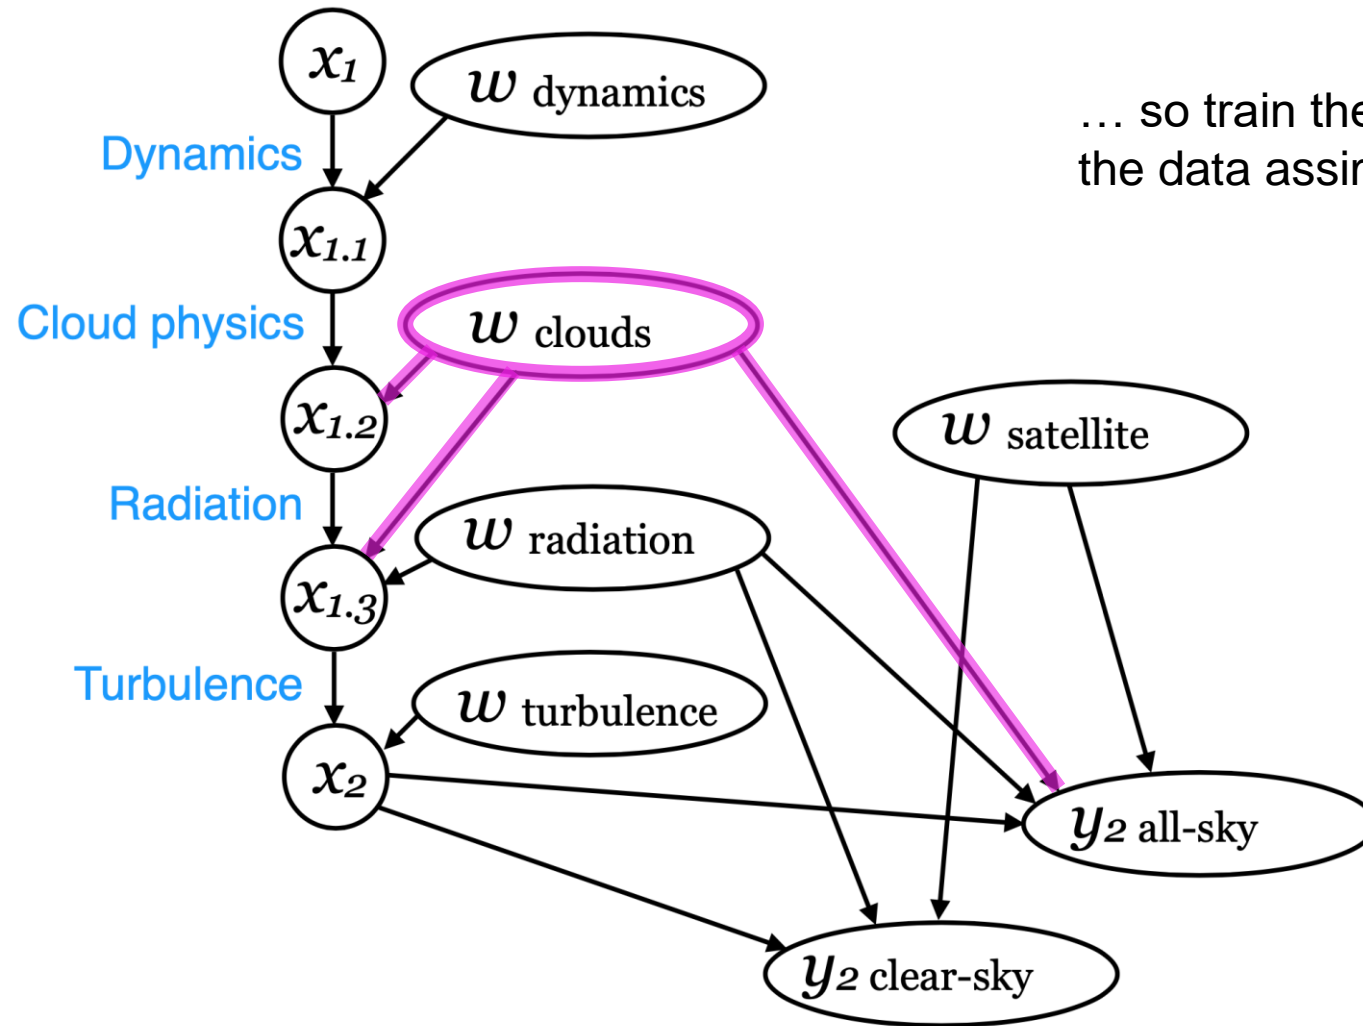 x1
w dynamics
… so train the
the data assi
Dynamics
x1.1
Cloud physics
w clouds
x1.2
w satellite
Radiation
w radiation
x1.3
Turbulence
w turbulence
x2
y2 all-sky
y2 clear-sky